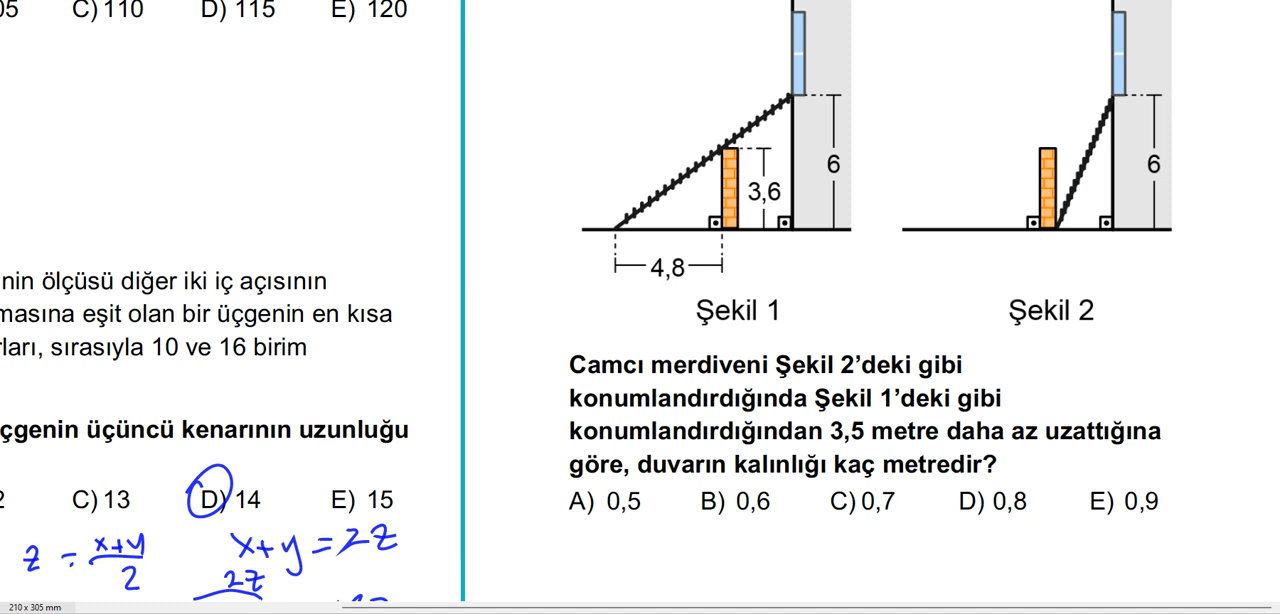 05 C) 110 D) 115 E) 120
nin ölçüsü diğer iki iç açısının
masına eşit olan bir üçgenin en kısa
ları, sırasıyla 10 ve 16 birim
çgenin üçüncü kenarının uzunluğu
2 C) 13 D) 14 E) 15
z = x+y / 2
x+y = 2z
2z
3,6
6
4,8
Şekil 1
6
Şekil 2
Camcı merdiveni Şekil 2’deki gibi
konumlandırdığında Şekil 1’deki gibi
konumlandırdığından 3,5 metre daha az uzattığına
göre, duvarın kalınlığı kaç metredir?
A) 0,5 B) 0,6 C) 0,7 D) 0,8 E) 0,9
210 x 305 mm